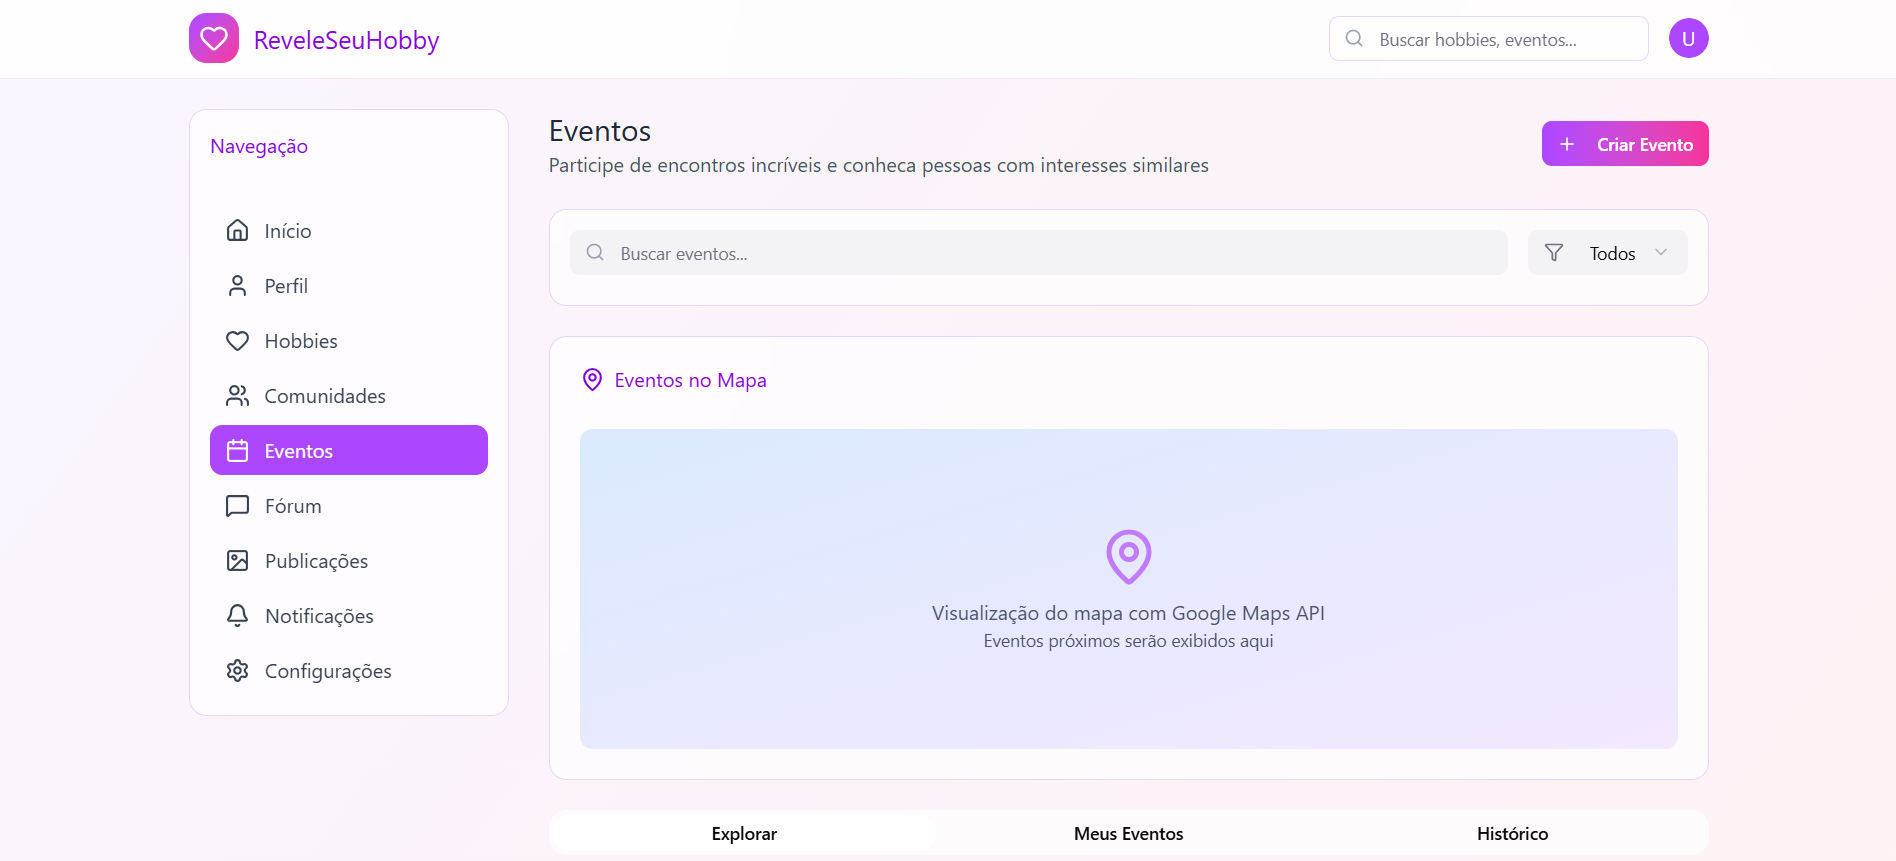 ReveleSeuHobby
Buscar hobbies, eventos...
U
Navegação
Início
Perfil
Hobbies
Comunidades
Eventos
Fórum
Publicações
Notificações
Configurações
Eventos
Participe de encontros incríveis e conheca pessoas com interesses similares
Criar Evento
Buscar eventos...
Todos
Eventos no Mapa
Visualização do mapa com Google Maps API
Eventos próximos serão exibidos aqui
Explorar
Meus Eventos
Histórico